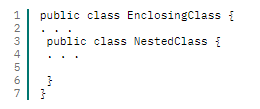 1 public class EnclosingClass {
2 . . .
3  public class NestedClass {
4  . . .
5
6  }
7 }